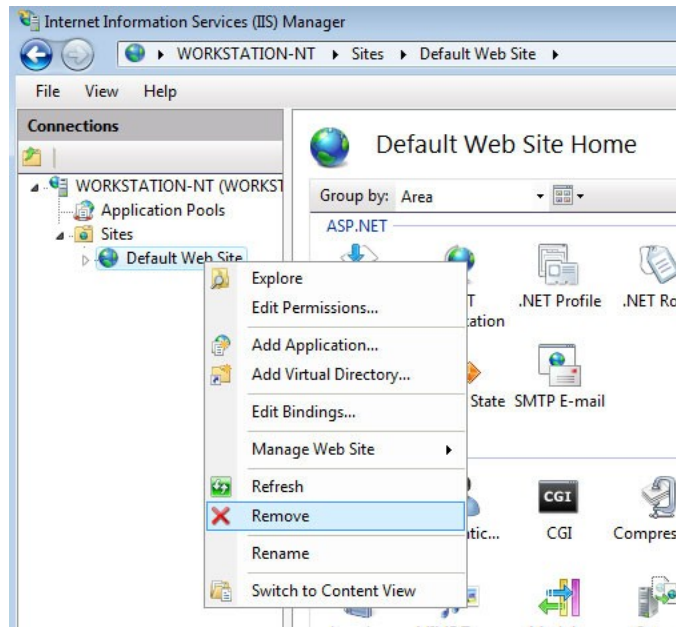 Internet Information Services (IIS) Manager
WORKSTATION-NT Sites Default Web Site
File View Help
Connections
WORKSTATION-NT (WORKST
Application Pools
Sites
Default Web Site
Default Web Site Home
Group by: Area
ASP.NET
.NET Profile .NET Ro
State SMTP E-mail
CGI
CGI Compres
Explore
Edit Permissions...
Add Application...
Add Virtual Directory...
Edit Bindings...
Manage Web Site
Refresh
Remove
Rename
Switch to Content View